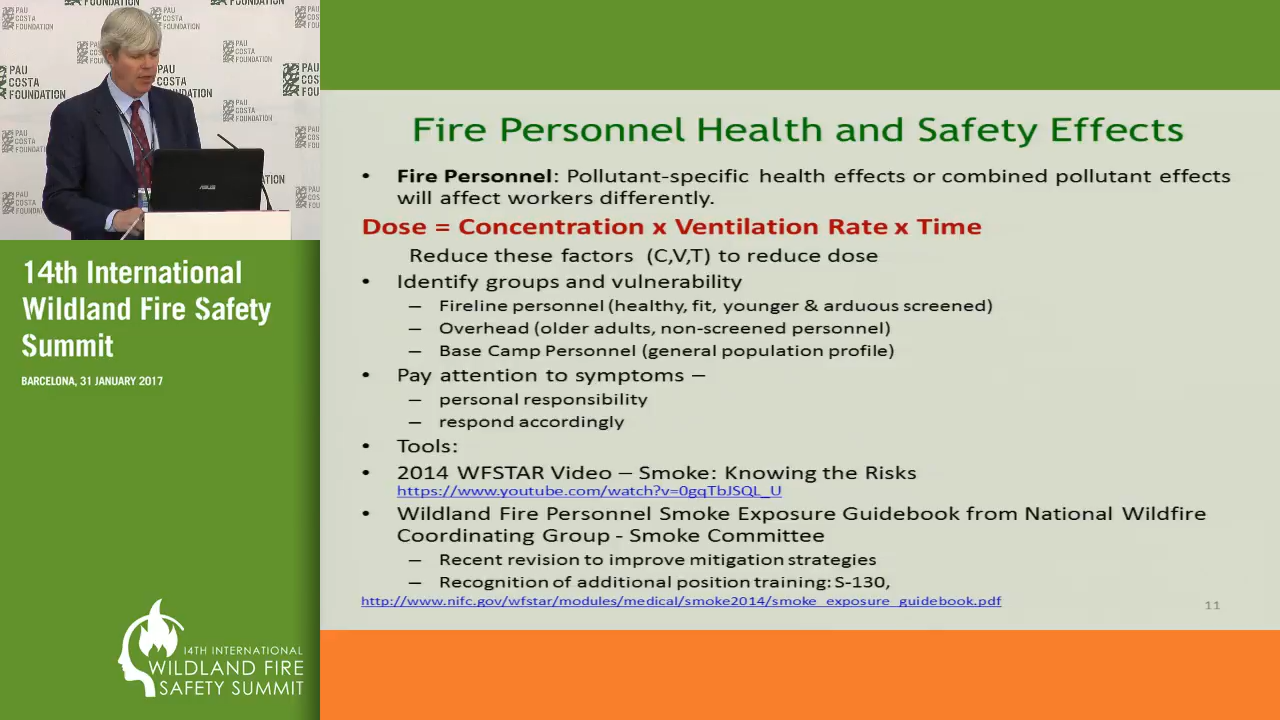 PAU
COSTA
FOUNDATION
ASUS
14th International
Wildland Fire Safety
Summit
BARCELONA, 31 JANUARY 2017
14TH INTERNATIONAL
WILDLAND FIRE
SAFETY SUMMIT
Fire Personnel Health and Safety Effects
• Fire Personnel: Pollutant-specific health effects or combined pollutant effects
will affect workers differently.
Dose = Concentration x Ventilation Rate x Time
Reduce these factors (C,V,T) to reduce dose
• Identify groups and vulnerability
– Fireline personnel (healthy, fit, younger & arduous screened)
– Overhead (older adults, non-screened personnel)
– Base Camp Personnel (general population profile)
• Pay attention to symptoms –
– personal responsibility
– respond accordingly
• Tools:
• 2014 WFSTAR Video – Smoke: Knowing the Risks
https://www.youtube.com/watch?v=0gqTbJSQL_U
• Wildland Fire Personnel Smoke Exposure Guidebook from National Wildfire
Coordinating Group - Smoke Committee
– Recent revision to improve mitigation strategies
– Recognition of additional position training: S-130,
http://www.nifc.gov/wfstar/modules/medical/smoke2014/smoke_exposure_guidebook.pdf
11